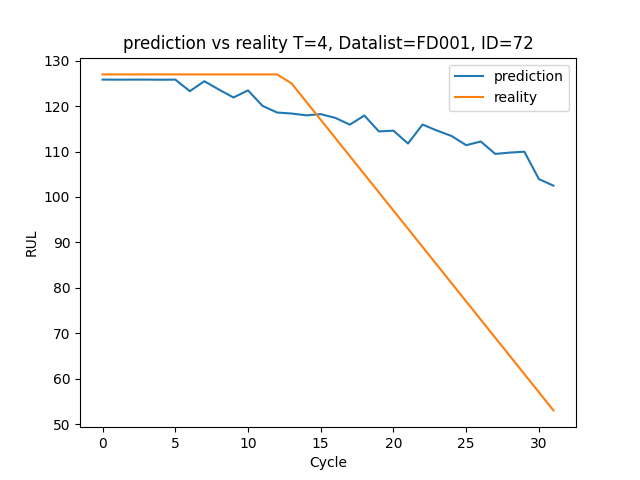 prediction vs reality T=4, Datalist=FD001, ID=72
prediction
reality
130
120
110
100
90
80
70
60
50
RUL
0 5 10 15 20 25 30
Cycle